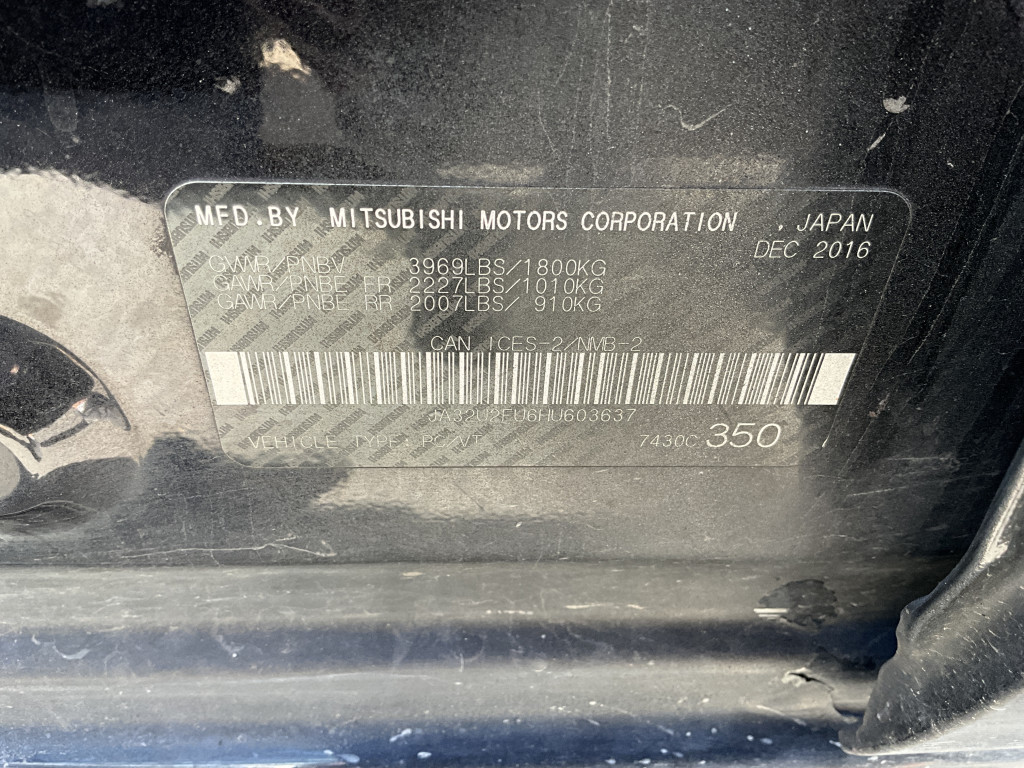 MFD.BY MITSUBISHI MOTORS CORPORATION , JAPAN
DEC 2016
GVWR/PNBV 3969LBS/1800KG
GAWR/PNBE FR 2227LBS/1010KG
GAWR/PNBE RR 2007LBS/ 910KG
CAN ICES-2/NMB-2
JA32U2FU6HU603637
VEHICLE TYPE: PC/VT 7430C 350